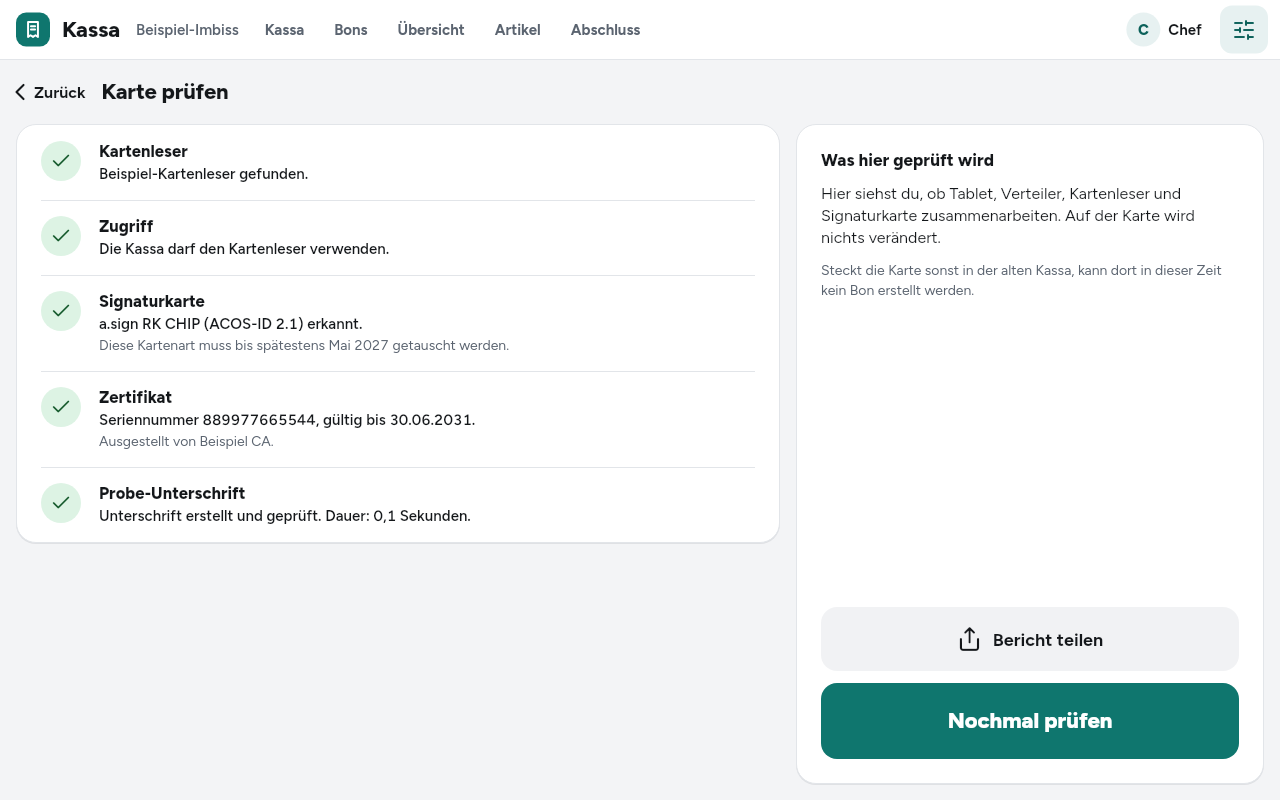 Kassa
Beispiel-Imbiss
Kassa
Bons
Übersicht
Artikel
Abschluss
C
Chef
Zurück
Karte prüfen
Kartenleser
Beispiel-Kartenleser gefunden.
Zugriff
Die Kassa darf den Kartenleser verwenden.
Signaturkarte
a.sign RK CHIP (ACOS-ID 2.1) erkannt.
Diese Kartenart muss bis spätestens Mai 2027 getauscht werden.
Zertifikat
Seriennummer 889977665544, gültig bis 30.06.2031.
Ausgestellt von Beispiel CA.
Probe-Unterschrift
Unterschrift erstellt und geprüft. Dauer: 0,1 Sekunden.
Was hier geprüft wird
Hier siehst du, ob Tablet, Verteiler, Kartenleser und
Signaturkarte zusammenarbeiten. Auf der Karte wird
nichts verändert.
Steckt die Karte sonst in der alten Kassa, kann dort in dieser Zeit
kein Bon erstellt werden.
Bericht teilen
Nochmal prüfen